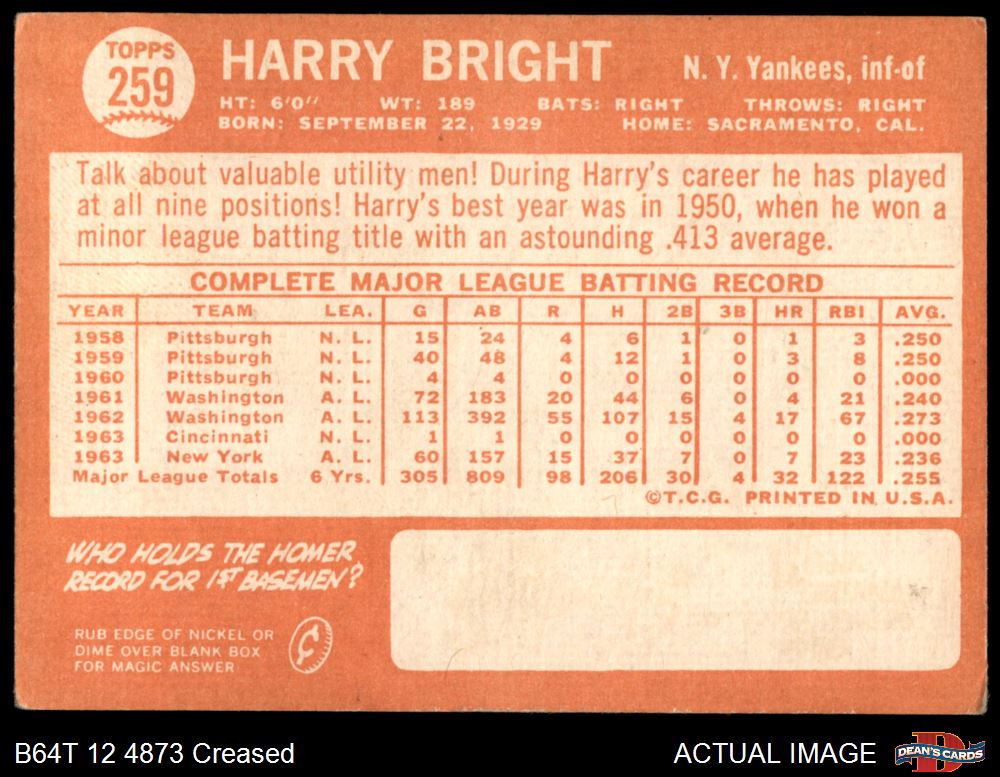 TOPPS
259
HARRY BRIGHT
N. Y. Yankees, inf-of
HT: 6'0" WT: 189 BATS: RIGHT THROWS: RIGHT
BORN: SEPTEMBER 22, 1929 HOME: SACRAMENTO, CAL.
Talk about valuable utility men! During Harry's career he has played
at all nine positions! Harry's best year was in 1950, when he won a
minor league batting title with an astounding .413 average.
COMPLETE MAJOR LEAGUE BATTING RECORD
YEAR TEAM LEA. G AB R H 2B 3B HR RBI AVG.
1958 Pittsburgh N. L. 15 24 4 6 1 0 1 3 .250
1959 Pittsburgh N. L. 40 48 4 12 1 0 3 8 .250
1960 Pittsburgh N. L. 4 4 0 0 0 0 0 0 .000
1961 Washington A. L. 72 183 20 44 6 0 4 21 .240
1962 Washington A. L. 113 392 55 107 15 4 17 67 .273
1963 Cincinnati N. L. 1 1 0 0 0 0 0 0 .000
1963 New York A. L. 60 157 15 37 7 0 7 23 .236
Major League Totals 6 Yrs. 305 809 98 206 30 4 32 122 .255
©T.C.G. PRINTED IN U.S.A.
WHO HOLDS THE HOMER
RECORD FOR 1ST BASEMEN?
RUB EDGE OF NICKEL OR
DIME OVER BLANK BOX
FOR MAGIC ANSWER
B64T 12 4873 Creased
ACTUAL IMAGE
DEAN'S CARDS